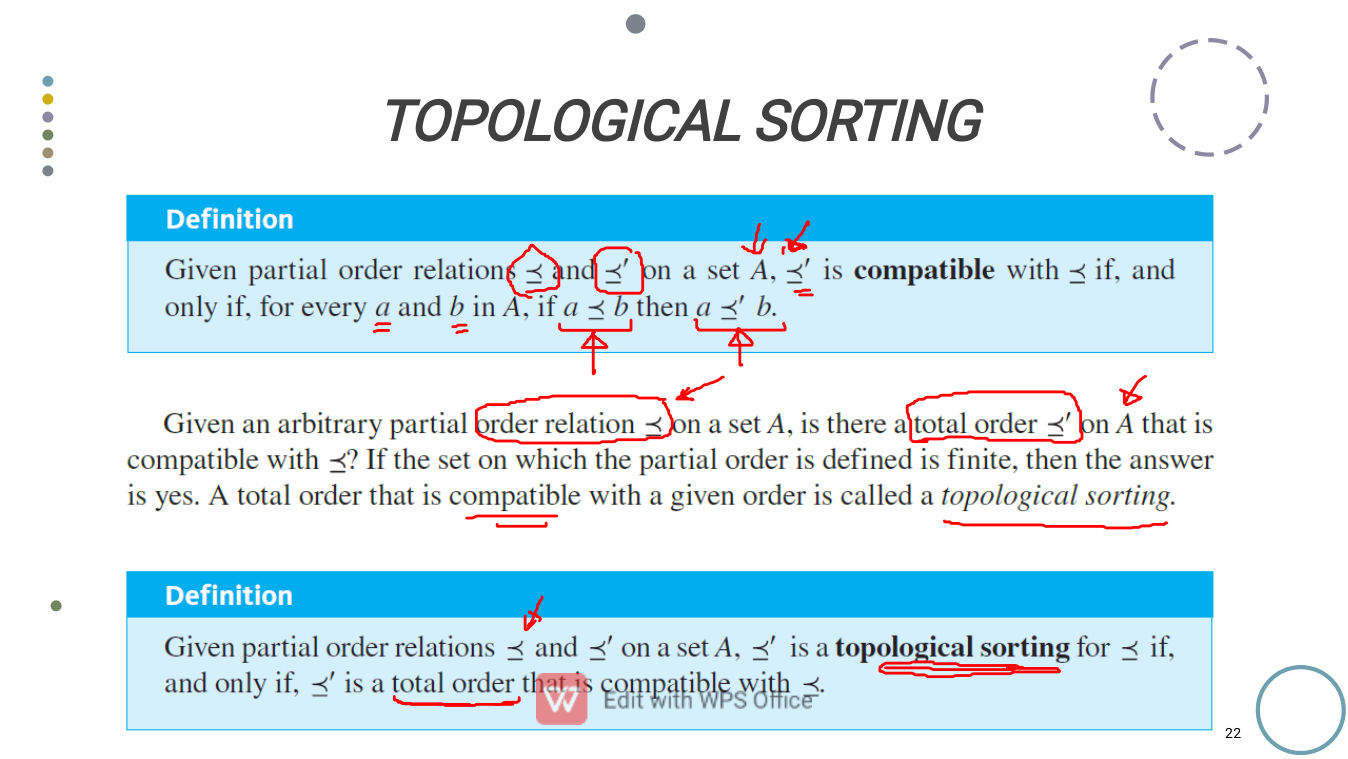 TOPOLOGICAL SORTING
Definition
Given partial order relations ⪯ and ⪯′ on a set A, ⪯′ is compatible with ⪯ if, and
only if, for every a and b in A, if a ⪯ b then a ⪯′ b.
Given an arbitrary partial order relation ⪯ on a set A, is there a total order ⪯′ on A that is
compatible with ⪯? If the set on which the partial order is defined is finite, then the answer
is yes. A total order that is compatible with a given order is called a topological sorting.
Definition
Given partial order relations ⪯ and ⪯′ on a set A, ⪯′ is a topological sorting for ⪯ if,
and only if, ⪯′ is a total order that is compatible with ⪯.
W Edit with WPS Office
22